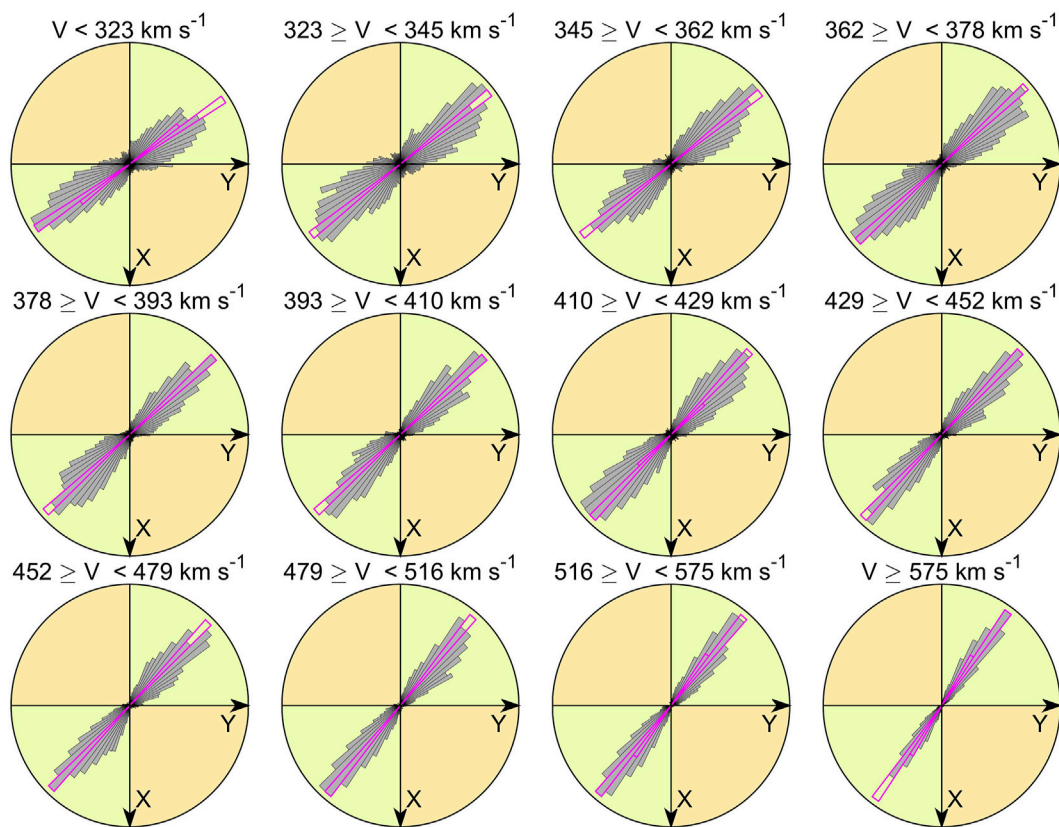 V < 323 km s⁻¹
323 ≥ V < 345 km s⁻¹
345 ≥ V < 362 km s⁻¹
362 ≥ V < 378 km s⁻¹
Y
X
Y
X
Y
X
Y
X
378 ≥ V < 393 km s⁻¹
393 ≥ V < 410 km s⁻¹
410 ≥ V < 429 km s⁻¹
429 ≥ V < 452 km s⁻¹
Y
X
Y
X
Y
X
Y
X
452 ≥ V < 479 km s⁻¹
479 ≥ V < 516 km s⁻¹
516 ≥ V < 575 km s⁻¹
V ≥ 575 km s⁻¹
Y
X
Y
X
Y
X
Y
X